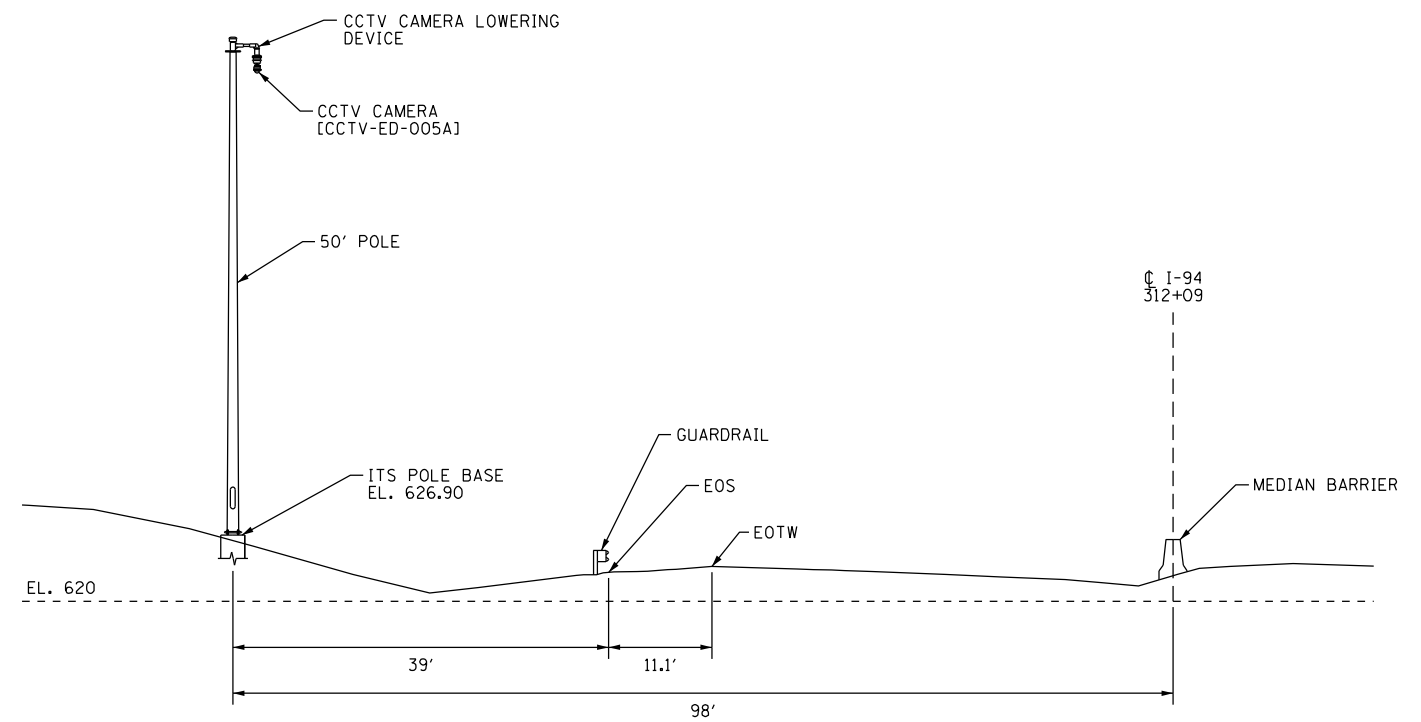 CCTV CAMERA LOWERING
DEVICE
CCTV CAMERA
[CCTV-ED-005A]
50' POLE
℄ I-94
312+09
GUARDRAIL
ITS POLE BASE
EL. 626.90
EOS
MEDIAN BARRIER
EOTW
EL. 620
39'
11.1'
98'